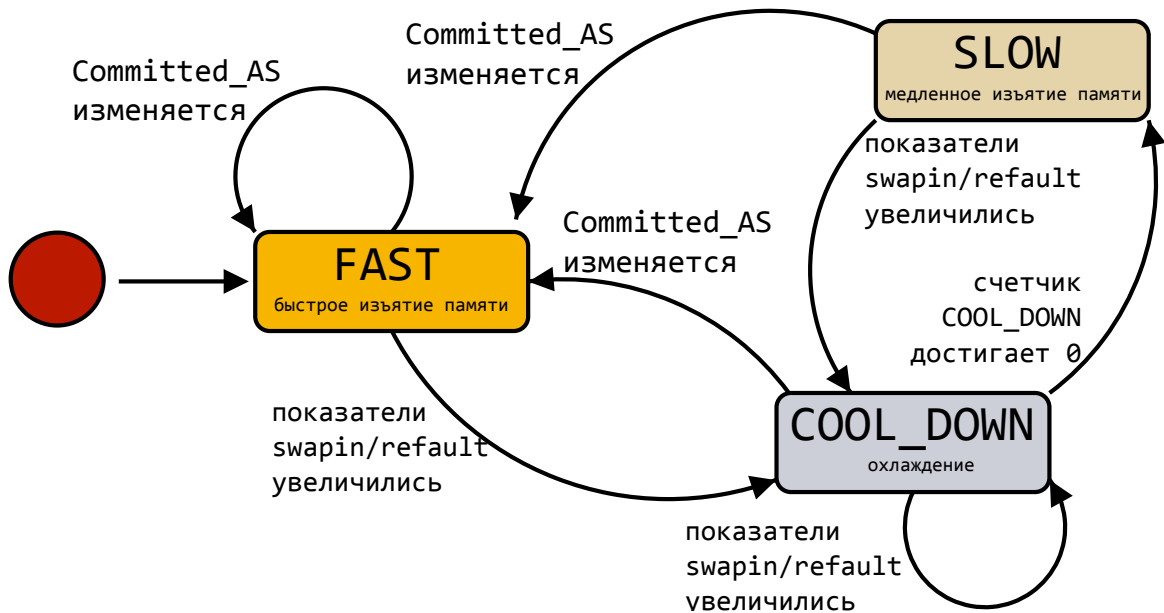 Committed_AS
изменяется
SLOW
медленное изъятие памяти
Committed_AS
изменяется
показатели
swapin/refault
увеличились
Committed_AS
изменяется
FAST
быстрое изъятие памяти
счетчик
COOL_DOWN
достигает 0
показатели
swapin/refault
увеличились
COOL_DOWN
охлаждение
показатели
swapin/refault
увеличились